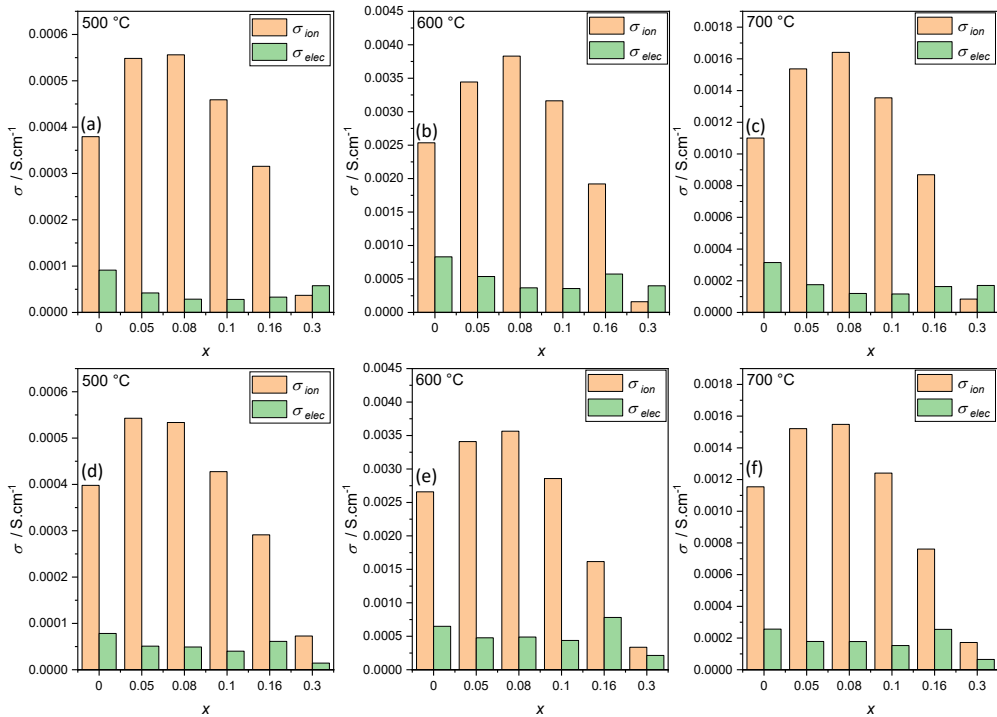 500 °C
σ ion
σ elec
(a)
σ / S.cm-1
0.0006
0.0005
0.0004
0.0003
0.0002
0.0001
0.0000
0 0.05 0.08 0.1 0.16 0.3
x
600 °C
σ ion
σ elec
(b)
σ / S.cm-1
0.0045
0.0040
0.0035
0.0030
0.0025
0.0020
0.0015
0.0010
0.0005
0.0000
0 0.05 0.08 0.1 0.16 0.3
x
700 °C
σ ion
σ elec
(c)
σ / S.cm-1
0.0018
0.0016
0.0014
0.0012
0.0010
0.0008
0.0006
0.0004
0.0002
0.0000
0 0.05 0.08 0.1 0.16 0.3
x
500 °C
σ ion
σ elec
(d)
σ / S.cm-1
0.0006
0.0005
0.0004
0.0003
0.0002
0.0001
0.0000
0 0.05 0.08 0.1 0.16 0.3
x
600 °C
σ ion
σ elec
(e)
σ / S.cm-1
0.0045
0.0040
0.0035
0.0030
0.0025
0.0020
0.0015
0.0010
0.0005
0.0000
0 0.05 0.08 0.1 0.16 0.3
x
700 °C
σ ion
σ elec
(f)
σ / S.cm-1
0.0018
0.0016
0.0014
0.0012
0.0010
0.0008
0.0006
0.0004
0.0002
0.0000
0 0.05 0.08 0.1 0.16 0.3
x